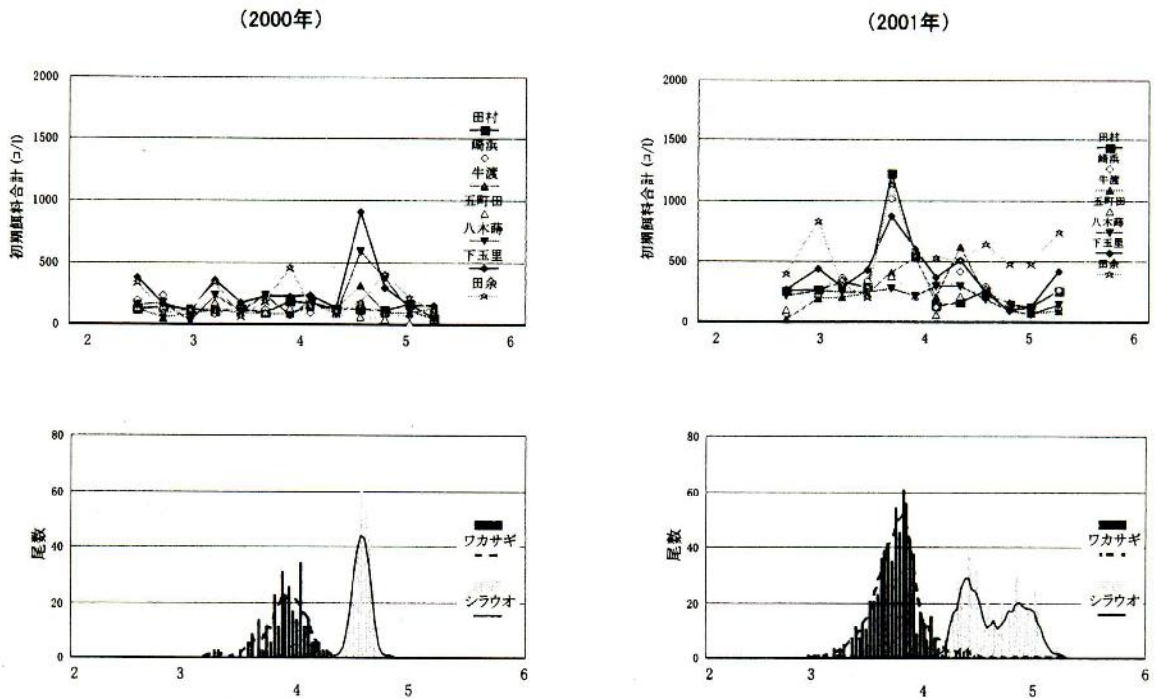 (2000年)
(2001年)
初期餌料合計 (コ/l)
2000
1500
1000
500
0
2 3 4 5 6
田村
崎浜
牛渡
五町田
八木蒔
下玉里
田余
初期餌料合計 (コ/l)
2000
1500
1000
500
0
2 3 4 5 6
田村
崎浜
牛渡
五町田
八木蒔
下玉里
田余
尾数
80
60
40
20
0
2 3 4 5 6
ワカサギ
シラウオ
尾数
80
60
40
20
0
2 3 4 5 6
ワカサギ
シラウオ